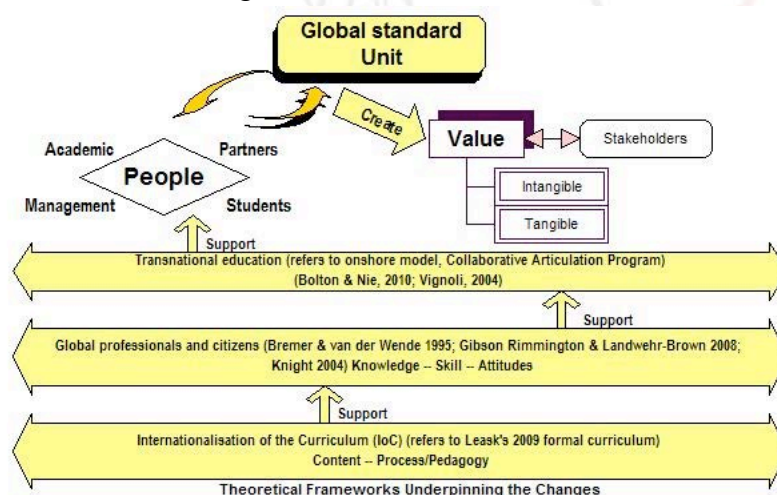 Global standard
Unit
Create
Value
Stakeholders
Intangible
Tangible
Academic
Partners
People
Management
Students
Support
Transnational education (refers to onshore model, Collaborative Articulation Program)
(Bolton & Nie, 2010; Vignoli, 2004)
Support
Global professionals and citizens (Bremer & van der Wende 1995; Gibson Rimmington & Landwehr-Brown 2008;
Knight 2004) Knowledge -- Skill -- Attitudes
Support
Internationalisation of the Curriculum (IoC) (refers to Leask's 2009 formal curriculum)
Content -- Process/Pedagogy
Theoretical Frameworks Underpinning the Changes